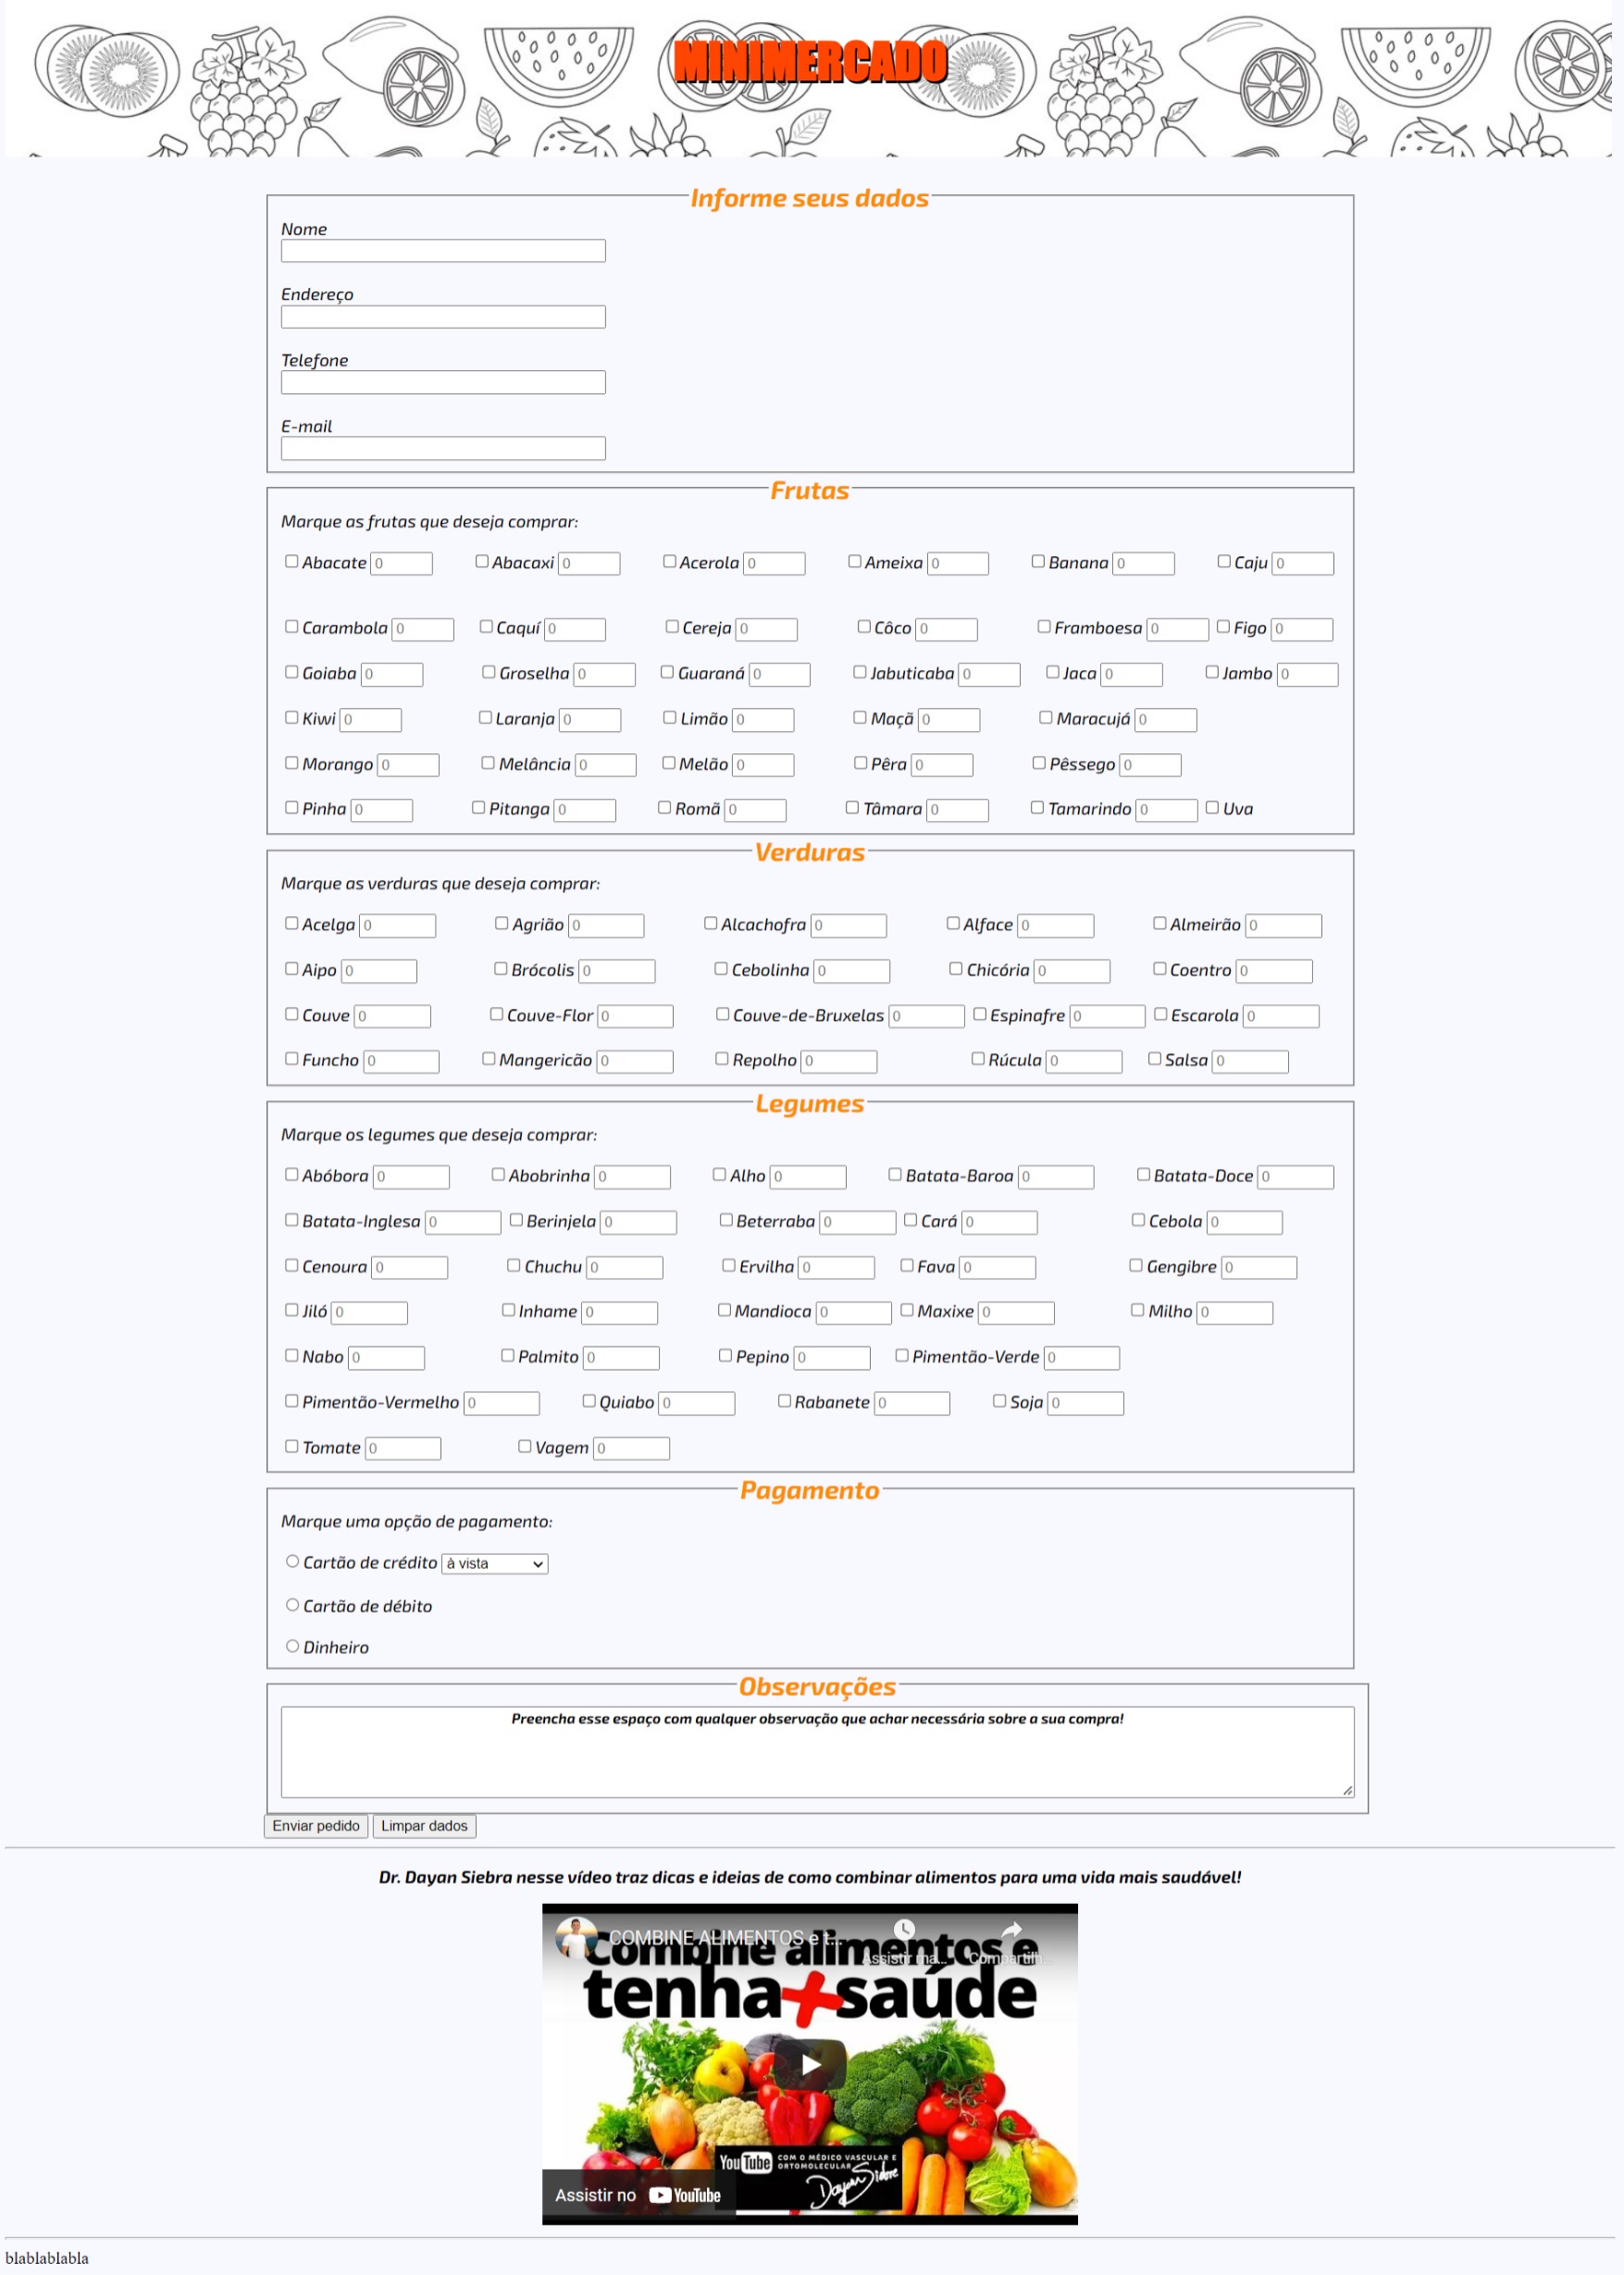 MINIMERCADO
Informe seus dados
Nome
Endereço
Telefone
E-mail
Frutas
Marque as frutas que deseja comprar:
Abacate 0 Abacaxi 0 Acerola 0 Ameixa 0 Banana 0 Caju 0
Carambola 0 Caquí 0 Cereja 0 Côco 0 Framboesa 0 Figo 0
Goiaba 0 Groselha 0 Guaraná 0 Jabuticaba 0 Jaca 0 Jambo 0
Kiwi 0 Laranja 0 Limão 0 Maçã 0 Maracujá 0
Morango 0 Melância 0 Melão 0 Pêra 0 Pêssego 0
Pinha 0 Pitanga 0 Romã 0 Tâmara 0 Tamarindo 0 Uva
Verduras
Marque as verduras que deseja comprar:
Acelga 0 Agrião 0 Alcachofra 0 Alface 0 Almeirão 0
Aipo 0 Brócolis 0 Cebolinha 0 Chicória 0 Coentro 0
Couve 0 Couve-Flor 0 Couve-de-Bruxelas 0 Espinafre 0 Escarola 0
Funcho 0 Mangericão 0 Repolho 0 Rúcula 0 Salsa 0
Legumes
Marque os legumes que deseja comprar:
Abóbora 0 Abobrinha 0 Alho 0 Batata-Baroa 0 Batata-Doce 0
Batata-Inglesa 0 Berinjela 0 Beterraba 0 Cará 0 Cebola 0
Cenoura 0 Chuchu 0 Ervilha 0 Fava 0 Gengibre 0
Jiló 0 Inhame 0 Mandioca 0 Maxixe 0 Milho 0
Nabo 0 Palmito 0 Pepino 0 Pimentão-Verde 0
Pimentão-Vermelho 0 Quiabo 0 Rabanete 0 Soja 0
Tomate 0 Vagem 0
Pagamento
Marque uma opção de pagamento:
Cartão de crédito à vista
Cartão de débito
Dinheiro
Observações
Preencha esse espaço com qualquer observação que achar necessária sobre a sua compra!
Enviar pedido Limpar dados
Dr. Dayan Siebra nesse vídeo traz dicas e ideias de como combinar alimentos para uma vida mais saudável!
COMBINE ALIMENTOS e t...
Combine alimentos e
Assistir ma... Compartilh...
tenha+saúde
YouTube COM O MÉDICO VASCULAR E
ORTOMOLECULAR
Dayan Siebra
Assistir no YouTube
blablablabla